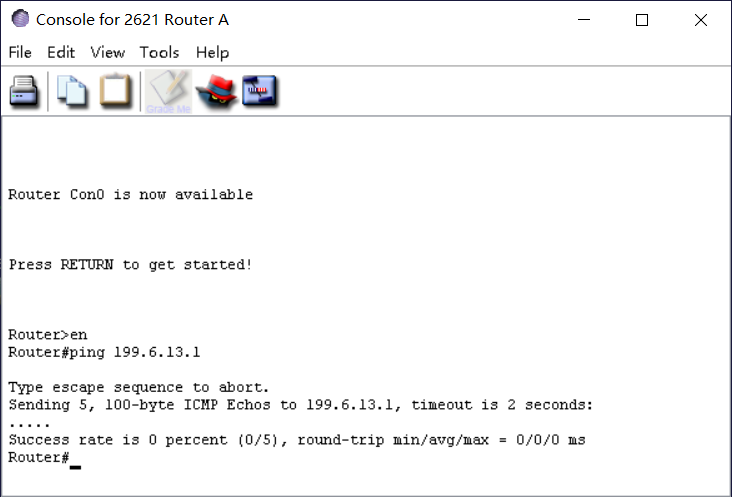 Console for 2621 Router A
File Edit View Tools Help
Grade Me
Router Con0 is now available
Press RETURN to get started!
Router>en
Router#ping 199.6.13.1
Type escape sequence to abort.
Sending 5, 100-byte ICMP Echos to 199.6.13.1, timeout is 2 seconds:
.....
Success rate is 0 percent (0/5), round-trip min/avg/max = 0/0/0 ms
Router#